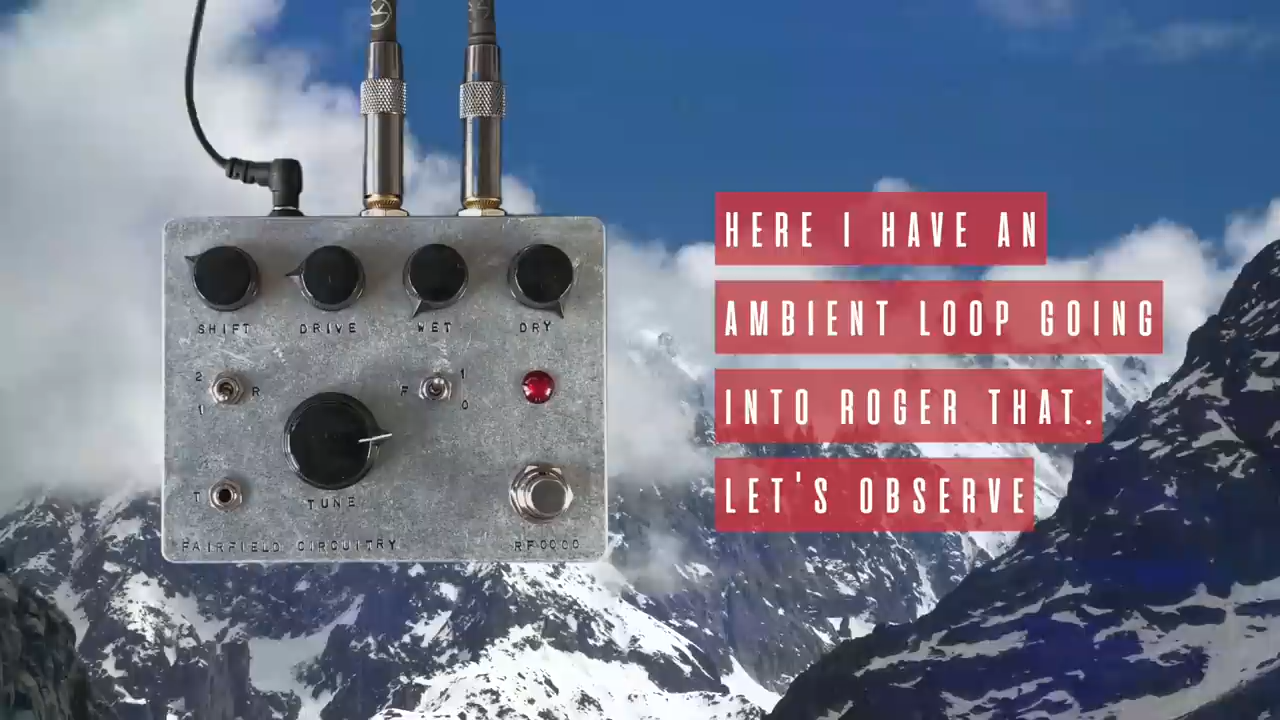 HERE I HAVE AN
AMBIENT LOOP GOING
INTO ROGER THAT.
LET'S OBSERVE
SHIFT DRIVE WET DRY
2 R 1
F 1 0
TUNE
T
FAIRFIELD CIRCUITRY RF0000